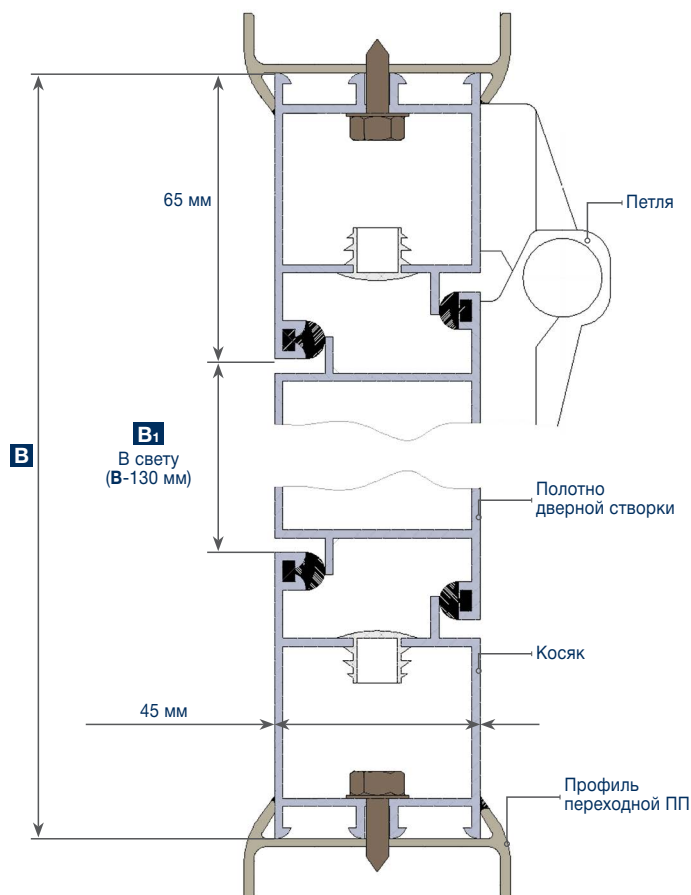 65 мм
Петля
B
B1
В свету
(B-130 мм)
Полотно
дверной створки
Косяк
45 мм
Профиль
переходной ПП